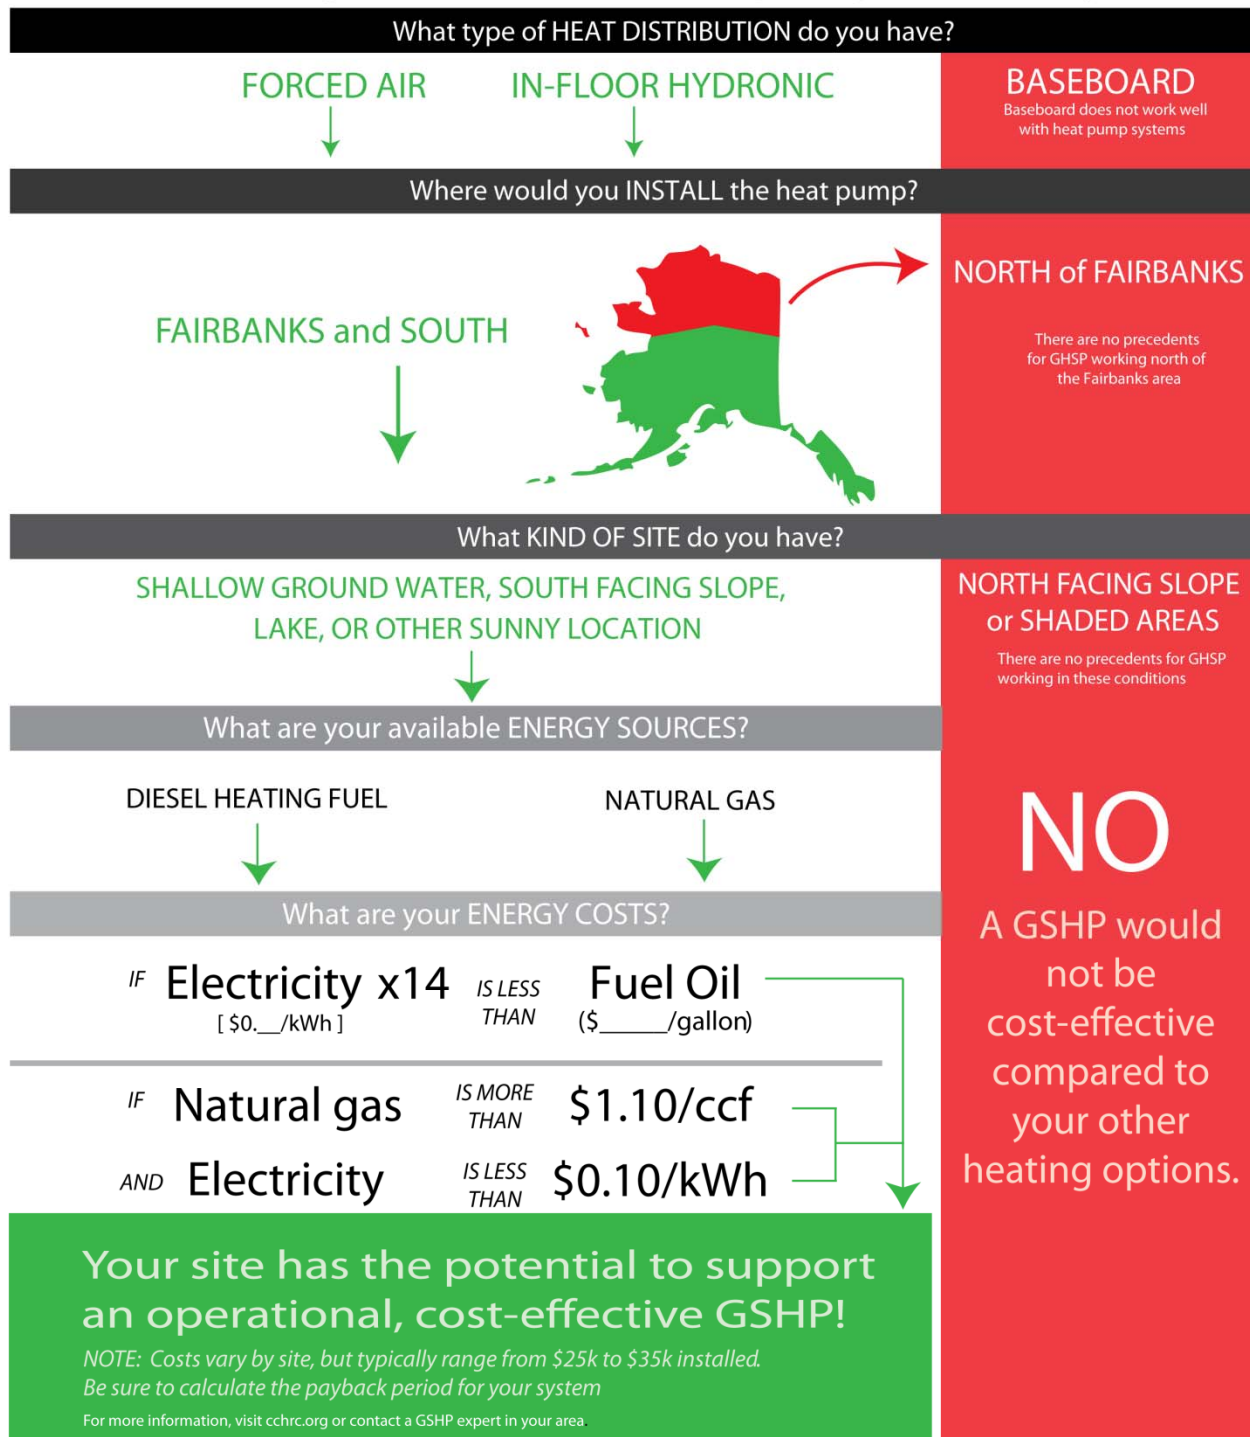 What type of HEAT DISTRIBUTION do you have?
FORCED AIR
IN-FLOOR HYDRONIC
BASEBOARD
Baseboard does not work well
with heat pump systems
Where would you INSTALL the heat pump?
FAIRBANKS and SOUTH
NORTH of FAIRBANKS
There are no precedents
for GHSP working north of
the Fairbanks area
What KIND OF SITE do you have?
SHALLOW GROUND WATER, SOUTH FACING SLOPE,
LAKE, OR OTHER SUNNY LOCATION
NORTH FACING SLOPE
or SHADED AREAS
There are no precedents for GHSP
working in these conditions
What are your available ENERGY SOURCES?
DIESEL HEATING FUEL
NATURAL GAS
What are your ENERGY COSTS?
IF Electricity x14 IS LESS THAN Fuel Oil
[ $0.__/kWh ] ($_____/gallon)
IF Natural gas IS MORE THAN $1.10/ccf
AND Electricity IS LESS THAN $0.10/kWh
NO
A GSHP would
not be
cost-effective
compared to
your other
heating options.
Your site has the potential to support
an operational, cost-effective GSHP!
NOTE: Costs vary by site, but typically range from $25k to $35k installed.
Be sure to calculate the payback period for your system
For more information, visit cchrc.org or contact a GSHP expert in your area.